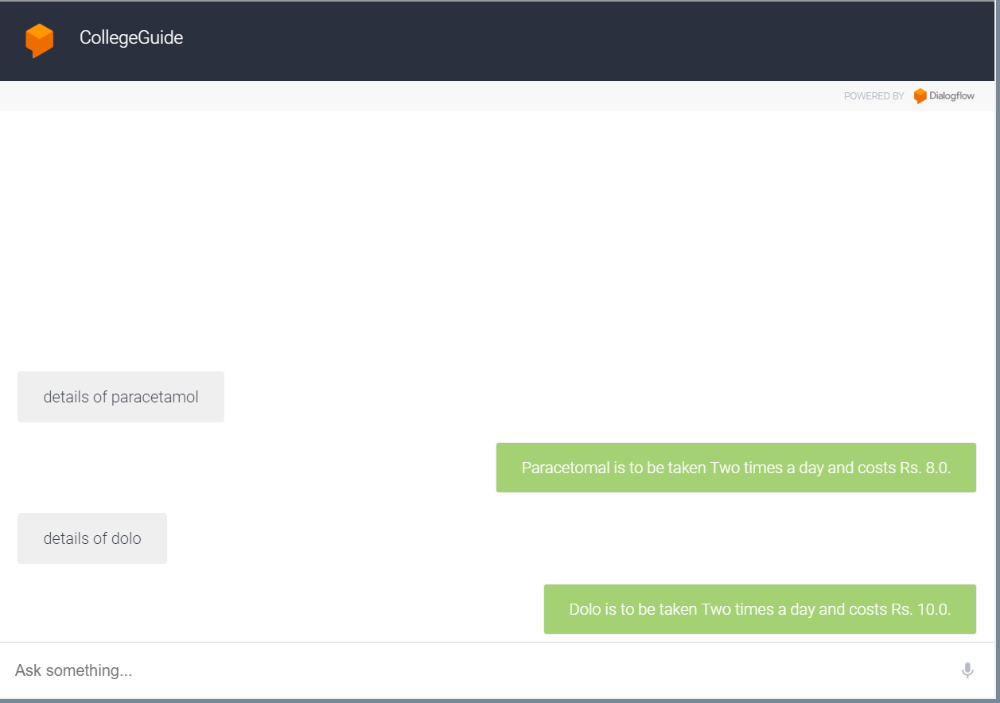 CollegeGuide
POWERED BY Dialogflow
details of paracetamol
Paracetomal is to be taken Two times a day and costs Rs. 8.0.
details of dolo
Dolo is to be taken Two times a day and costs Rs. 10.0.
Ask something...